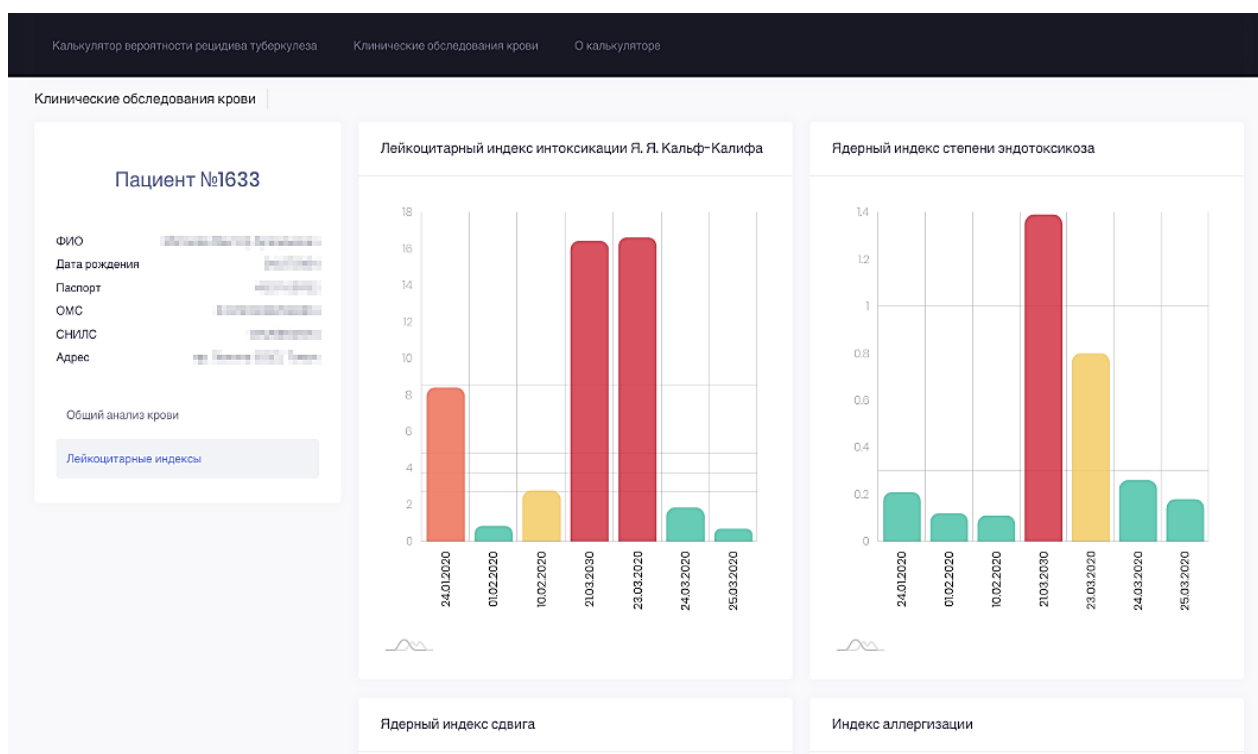 Калькулятор вероятности рецидива туберкулеза Клинические обследования крови О калькуляторе
Клинические обследования крови
Пациент №1633
ФИО
Дата рождения
Паспорт
ОМС
СНИЛС
Адрес
Общий анализ крови
Лейкоцитарные индексы
Лейкоцитарный индекс интоксикации Я. Я. Кальф-Калифа
18
16
14
12
10
8
6
4
2
0
24.01.2020
01.02.2020
10.02.2020
21.03.2030
23.03.2020
24.03.2020
25.03.2020
Ядерный индекс степени эндотоксикоза
1.4
1.2
1
0.8
0.6
0.4
0.2
0
24.01.2020
01.02.2020
10.02.2020
21.03.2030
23.03.2020
24.03.2020
25.03.2020
Ядерный индекс сдвига
Индекс аллергизации